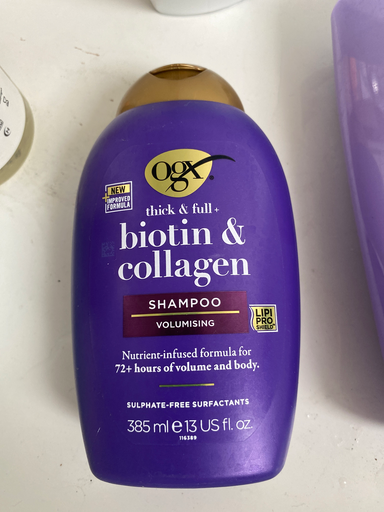 ogx
NEW
+IMPROVED
FORMULA
thick & full +
biotin &
collagen
SHAMPOO
VOLUMISING
LIPI
PRO
SHIELD™
Nutrient-infused formula for
72+ hours of volume and body.
SULPHATE-FREE SURFACTANTS
385 ml e 13 US fl. oz.
116389